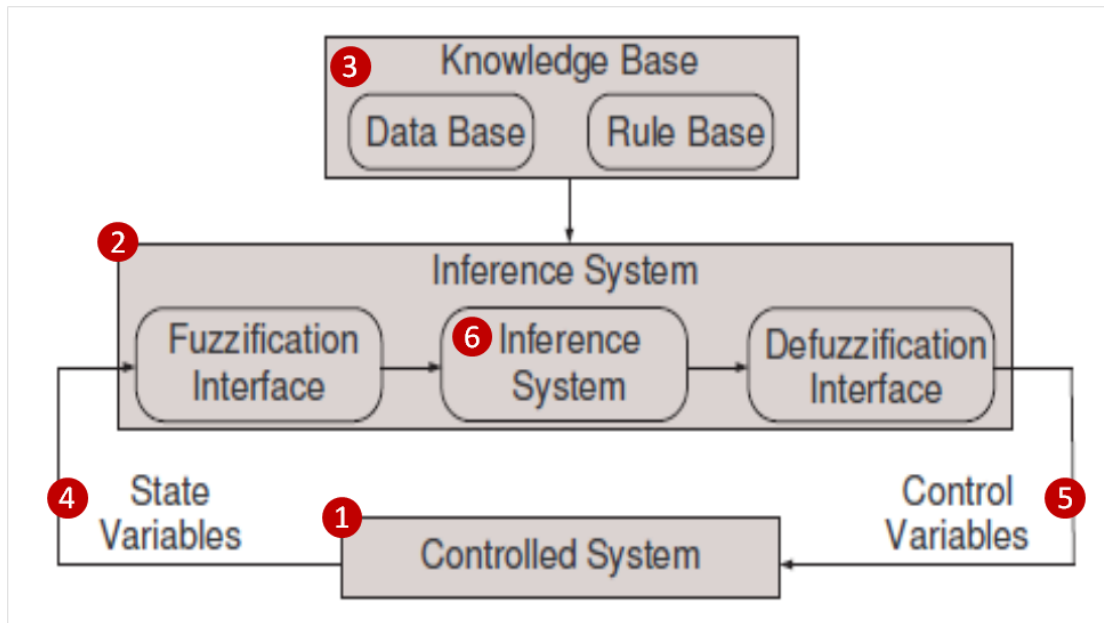 3
Knowledge Base
Data Base
Rule Base
2
Inference System
Fuzzification
Interface
6
Inference
System
Defuzzification
Interface
4
State
Variables
1
Controlled System
Control
Variables
5